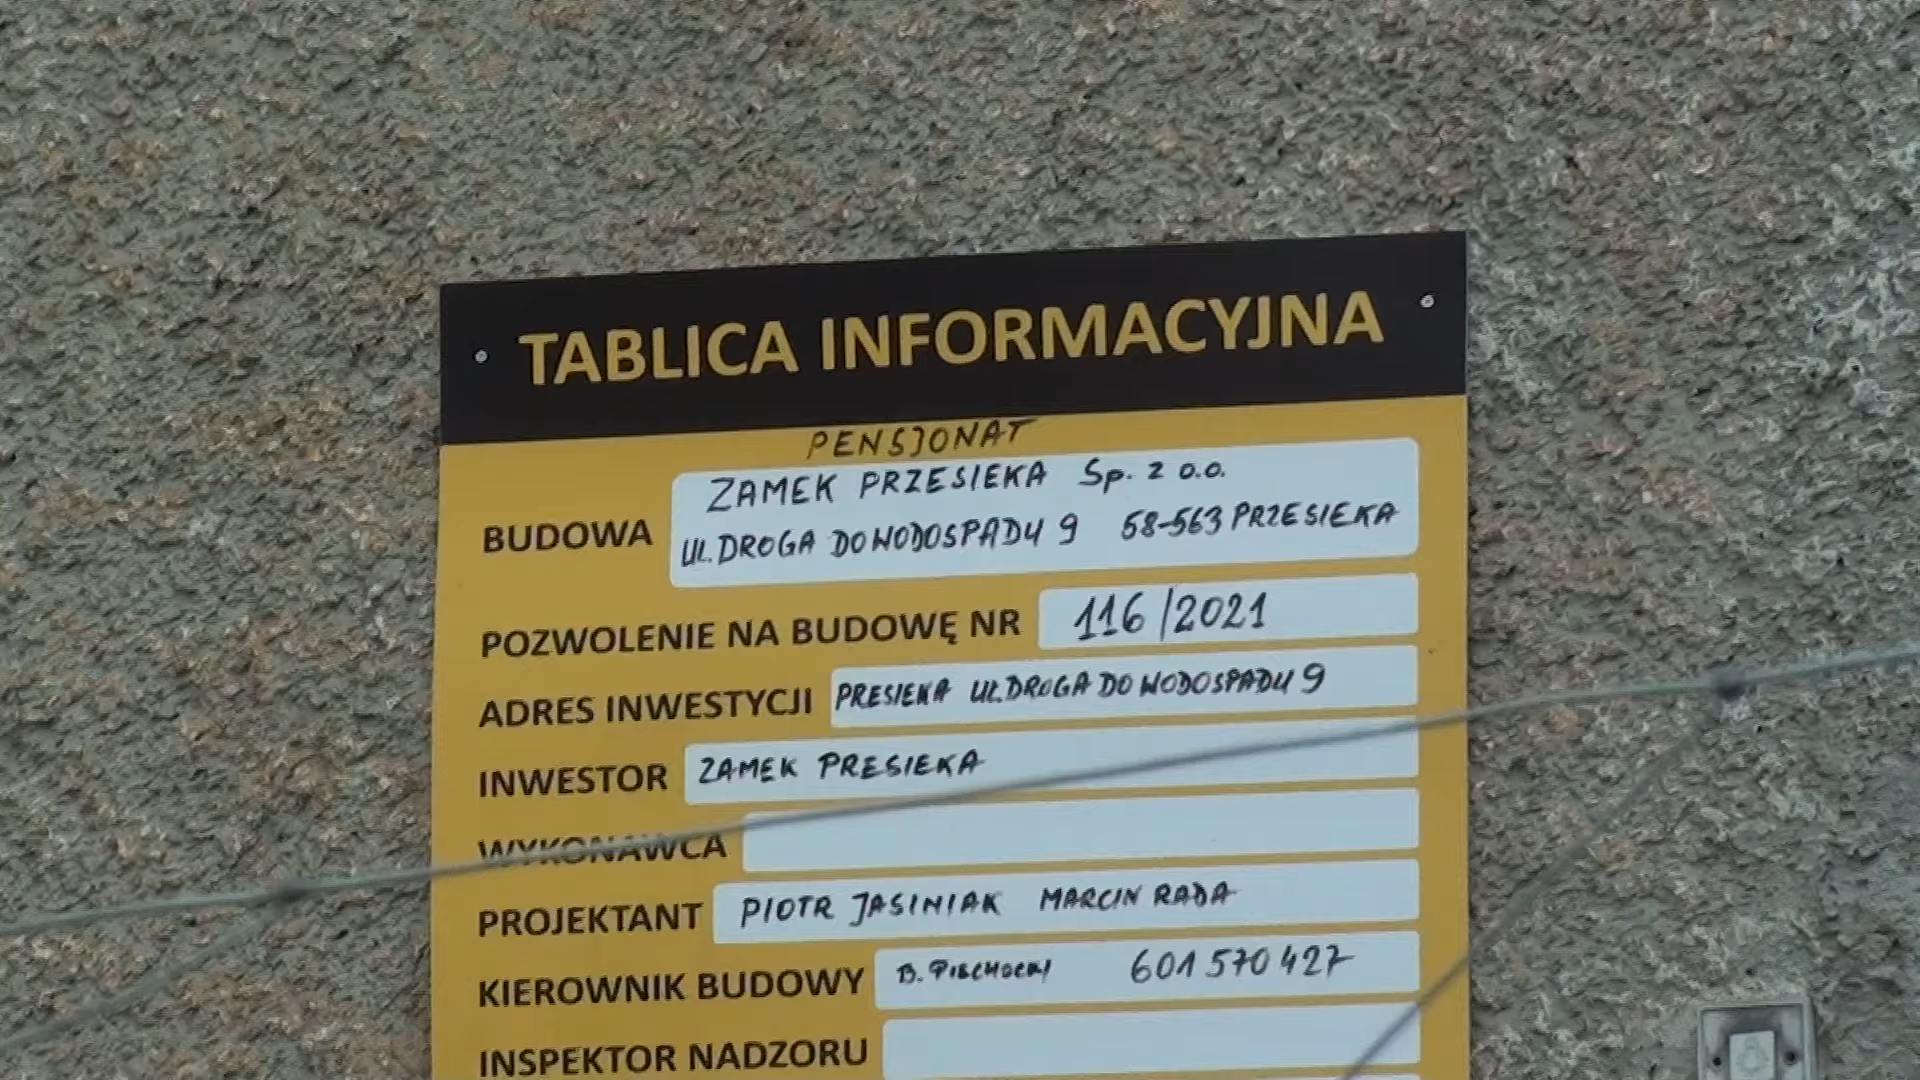 TABLICA INFORMACYJNA
PENSJONAT
BUDOWA ZAMEK PRZESIEKA Sp. z o.o.
UL. DROGA DO WODOSPADU 9 58-563 PRZESIEKA
POZWOLENIE NA BUDOWĘ NR 116/2021
ADRES INWESTYCJI PRESIEKA UL. DROGA DO WODOSPADU 9
INWESTOR ZAMEK PRESIEKA
WYKONAWCA
PROJEKTANT PIOTR JASINIAK MARCIN RADA
KIEROWNIK BUDOWY B. PIECHOCKI 601 570 427
INSPEKTOR NADZORU